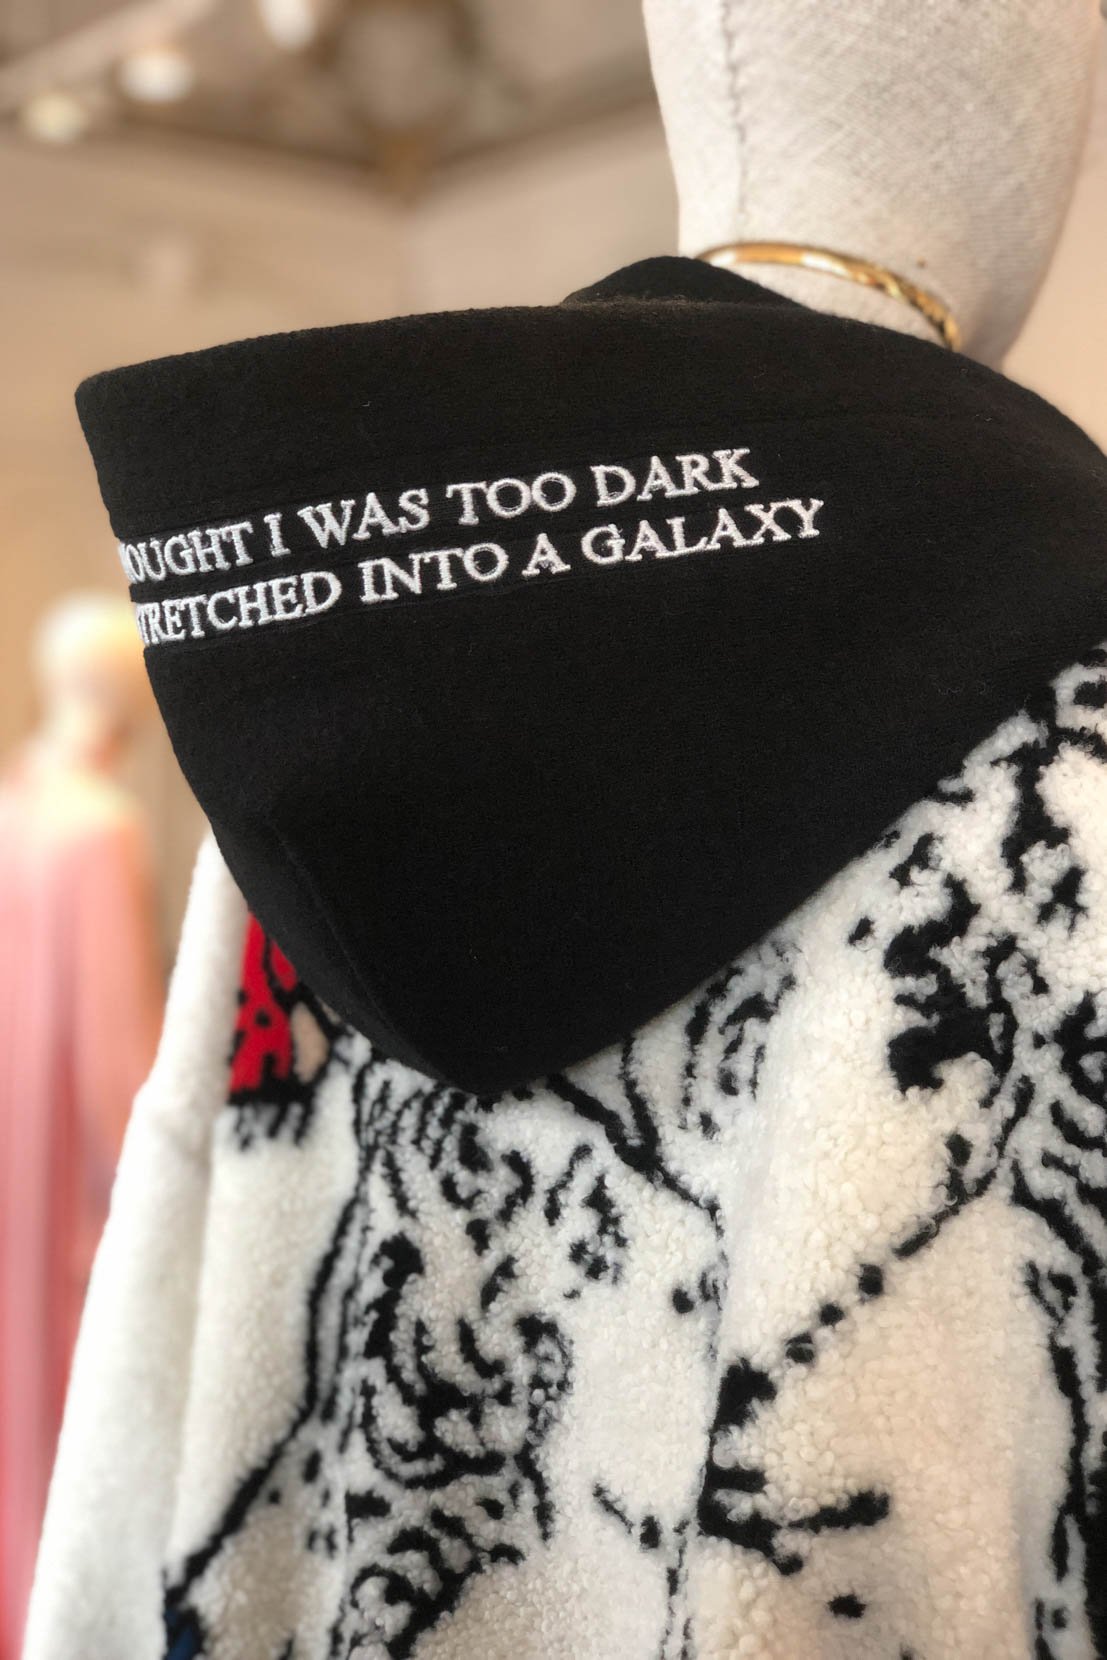 OUGHT I WAS TOO DARK
TRETCHED INTO A GALAXY